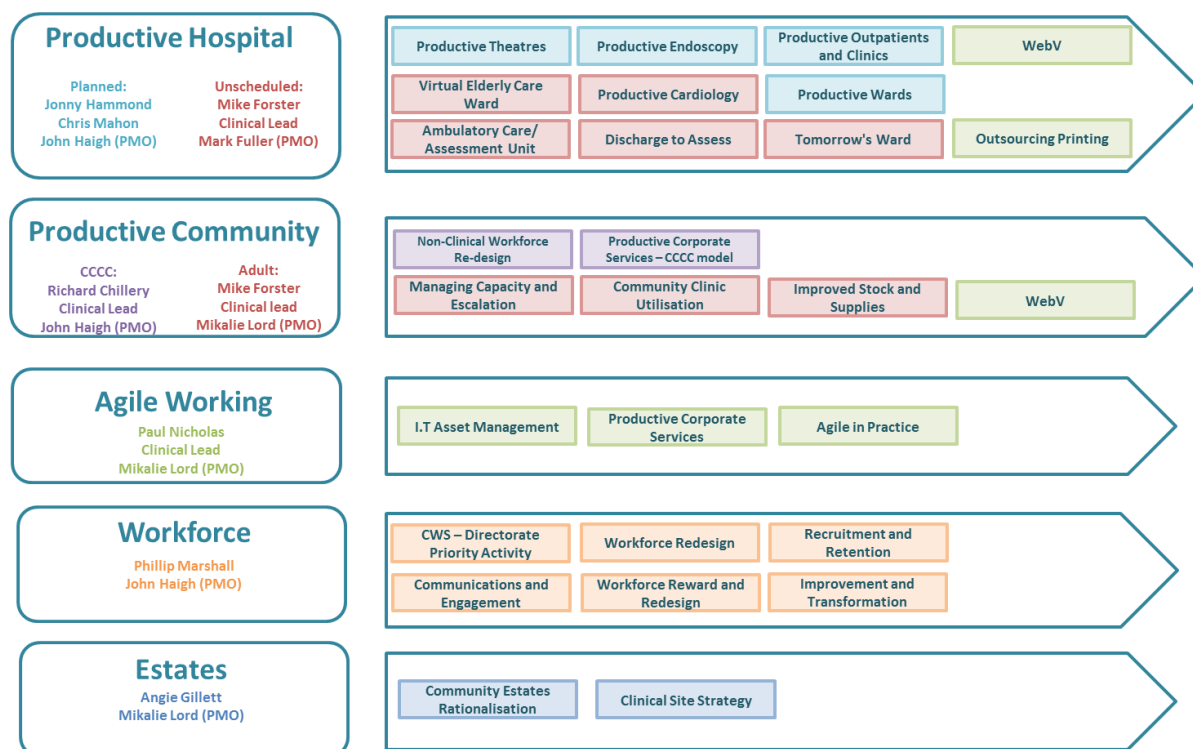 Productive Hospital
Planned:
Jonny Hammond
Chris Mahon
John Haigh (PMO)
Unscheduled:
Mike Forster
Clinical Lead
Mark Fuller (PMO)
Productive Theatres
Productive Endoscopy
Productive Outpatients
and Clinics
WebV
Virtual Elderly Care
Ward
Productive Cardiology
Productive Wards
Ambulatory Care/
Assessment Unit
Discharge to Assess
Tomorrow's Ward
Outsourcing Printing
Productive Community
CCCC:
Richard Chillery
Clinical Lead
John Haigh (PMO)
Adult:
Mike Forster
Clinical lead
Mikalie Lord (PMO)
Non-Clinical Workforce
Re-design
Productive Corporate
Services – CCCC model
Managing Capacity and
Escalation
Community Clinic
Utilisation
Improved Stock and
Supplies
WebV
Agile Working
Paul Nicholas
Clinical Lead
Mikalie Lord (PMO)
I.T Asset Management
Productive Corporate
Services
Agile in Practice
Workforce
Phillip Marshall
John Haigh (PMO)
CWS – Directorate
Priority Activity
Workforce Redesign
Recruitment and
Retention
Communications and
Engagement
Workforce Reward and
Redesign
Improvement and
Transformation
Estates
Angie Gillett
Mikalie Lord (PMO)
Community Estates
Rationalisation
Clinical Site Strategy